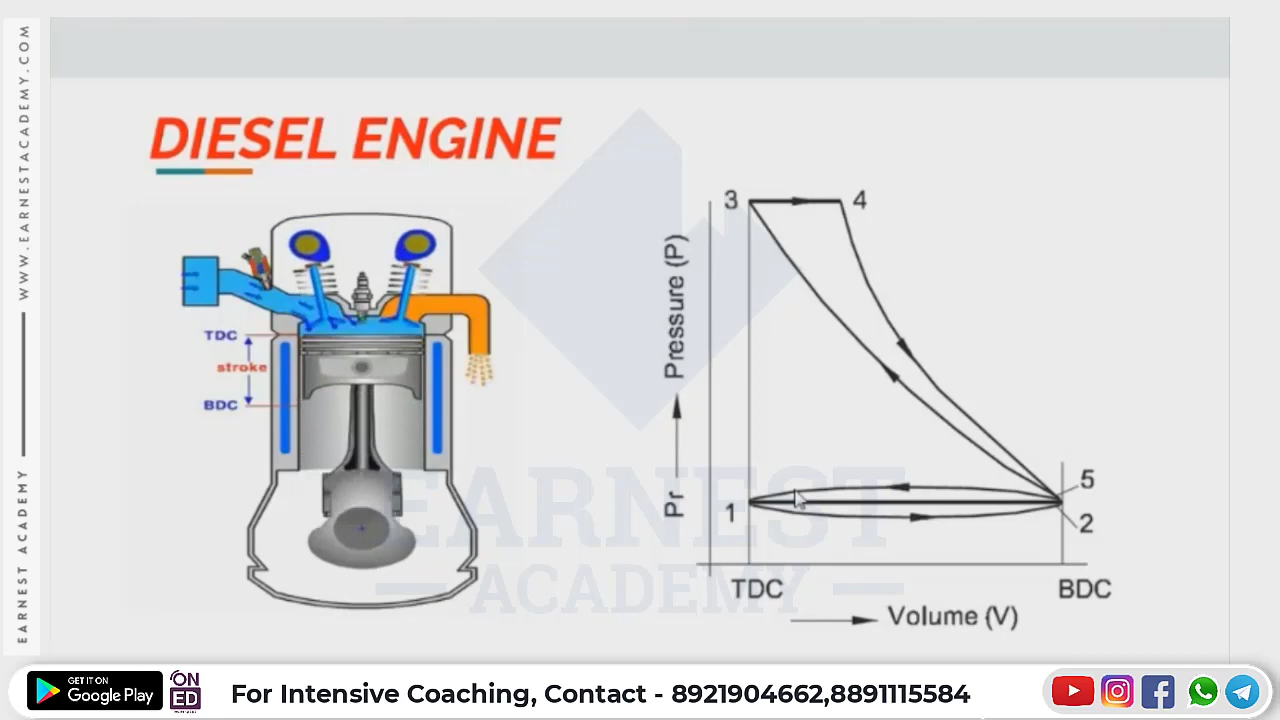 WWW.EARNESTACADEMY.COM
EARNEST ACADEMY
DIESEL ENGINE
TDC
stroke
BDC
3
4
Pr
Pressure (P)
1
5
2
TDC
BDC
Volume (V)
EARNEST
ACADEMY
GET IT ON
Google Play
ON
ED
For Intensive Coaching, Contact - 8921904662,8891115584